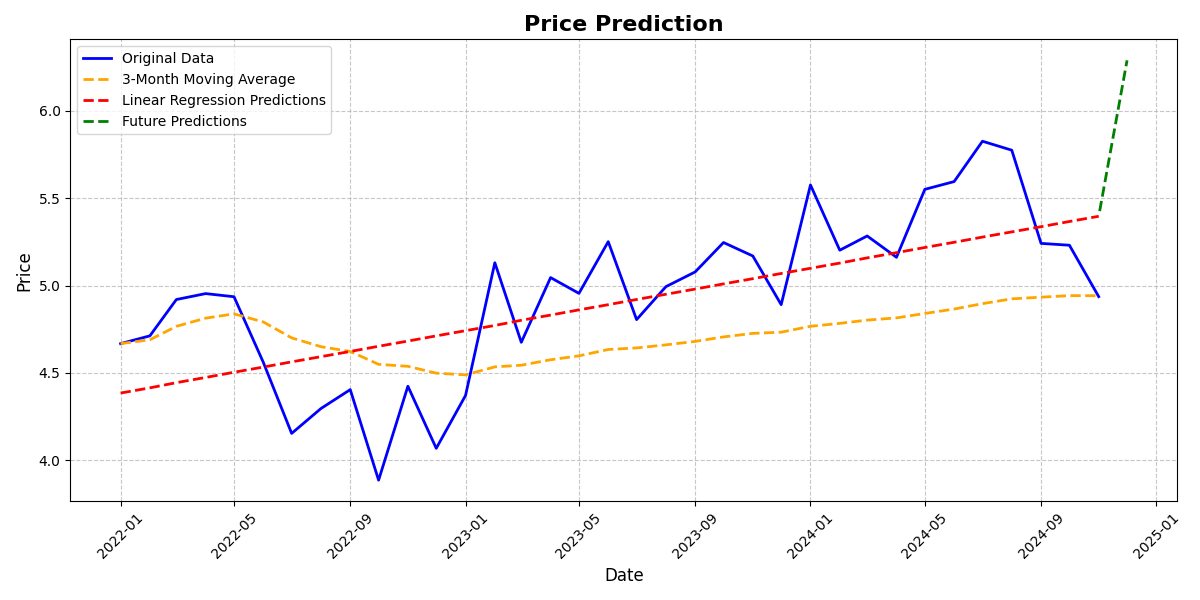 Price Prediction
Original Data
3-Month Moving Average
Linear Regression Predictions
Future Predictions
6.0
5.5
5.0
4.5
4.0
Price
2022-01
2022-05
2022-09
2023-01
2023-05
2023-09
2024-01
2024-05
2024-09
2025-01
Date